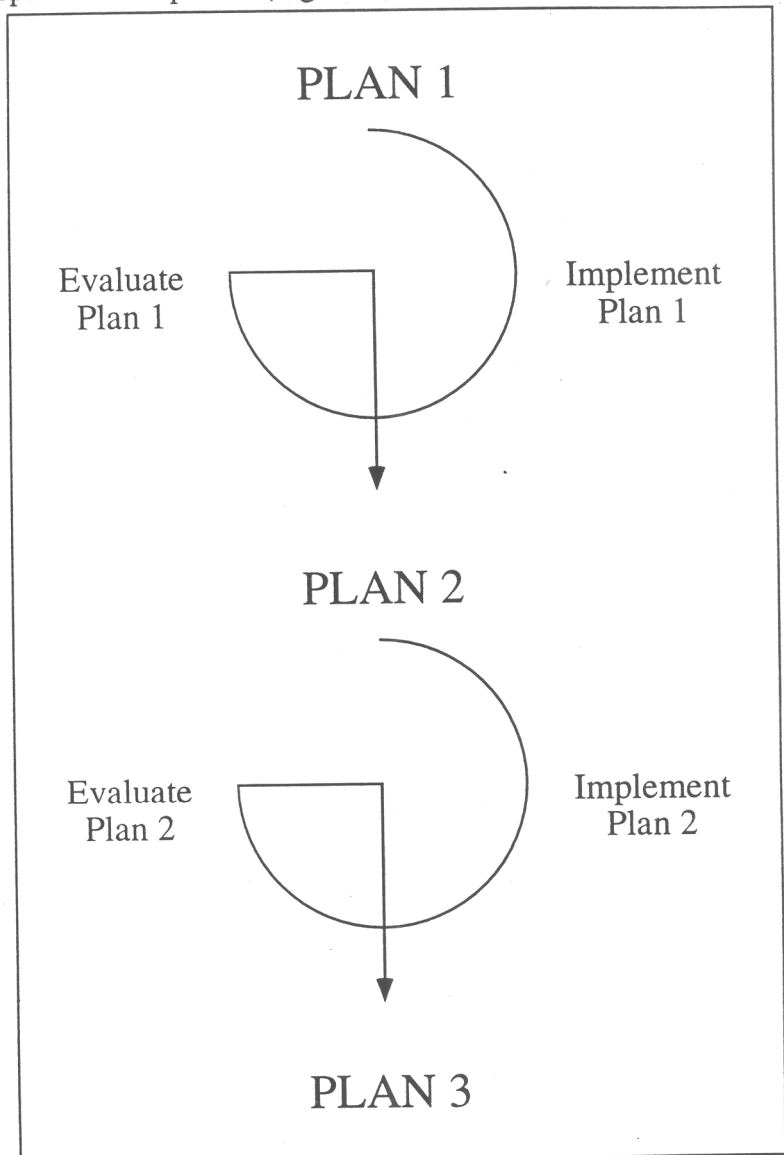 PLAN 1
Evaluate
Plan 1
Implement
Plan 1
PLAN 2
Evaluate
Plan 2
Implement
Plan 2
PLAN 3